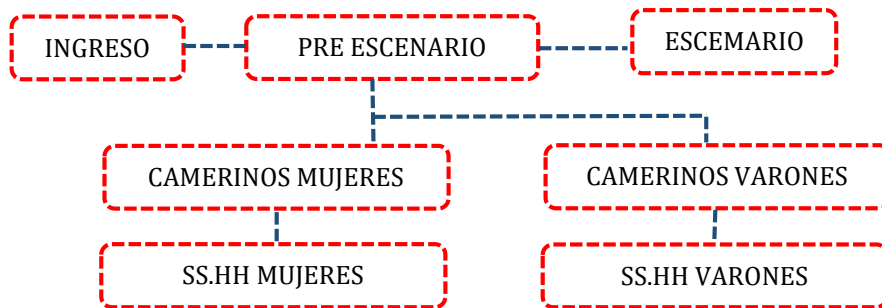 INGRESO
PRE ESCENARIO
ESCEMARIO
CAMERINOS MUJERES
CAMERINOS VARONES
SS.HH MUJERES
SS.HH VARONES